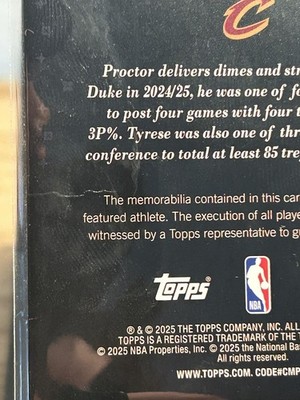 C
Proctor delivers dimes and str
Duke in 2024/25, he was one of fe
to post four games with four t
3P%. Tyrese was also one of thr
conference to total at least 85 trey
The memorabilia contained in this car
featured athlete. The execution of all playe
witnessed by a Topps representative to gu
TOPPS
NBA
® & © 2025 THE TOPPS COMPANY, INC. ALL
TOPPS IS A REGISTERED TRADEMARK OF THE T
© 2025 NBA Properties, Inc. © 2025 the National Bas
All rights reserved.
WWW.TOPPS.COM. CODE#CMP